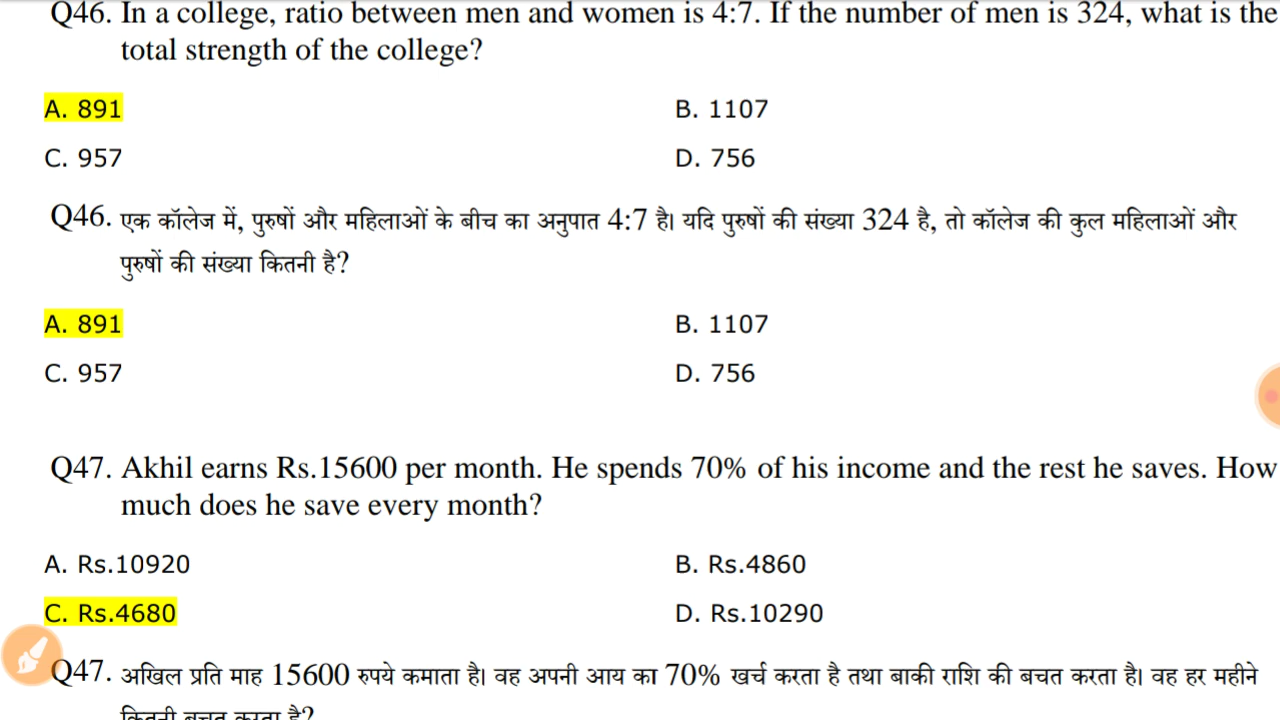 Q46. In a college, ratio between men and women is 4:7. If the number of men is 324, what is the
total strength of the college?
A. 891 B. 1107
C. 957 D. 756
Q46. एक कॉलेज में, पुरुषों और महिलाओं के बीच का अनुपात 4:7 है। यदि पुरुषों की संख्या 324 है, तो कॉलेज की कुल महिलाओं और
पुरुषों की संख्या कितनी है?
A. 891 B. 1107
C. 957 D. 756
Q47. Akhil earns Rs.15600 per month. He spends 70% of his income and the rest he saves. How
much does he save every month?
A. Rs.10920 B. Rs.4860
C. Rs.4680 D. Rs.10290
Q47. अखिल प्रति माह 15600 रुपये कमाता है। वह अपनी आय का 70% खर्च करता है तथा बाकी राशि की बचत करता है। वह हर महीने
कितनी बचत करता है?